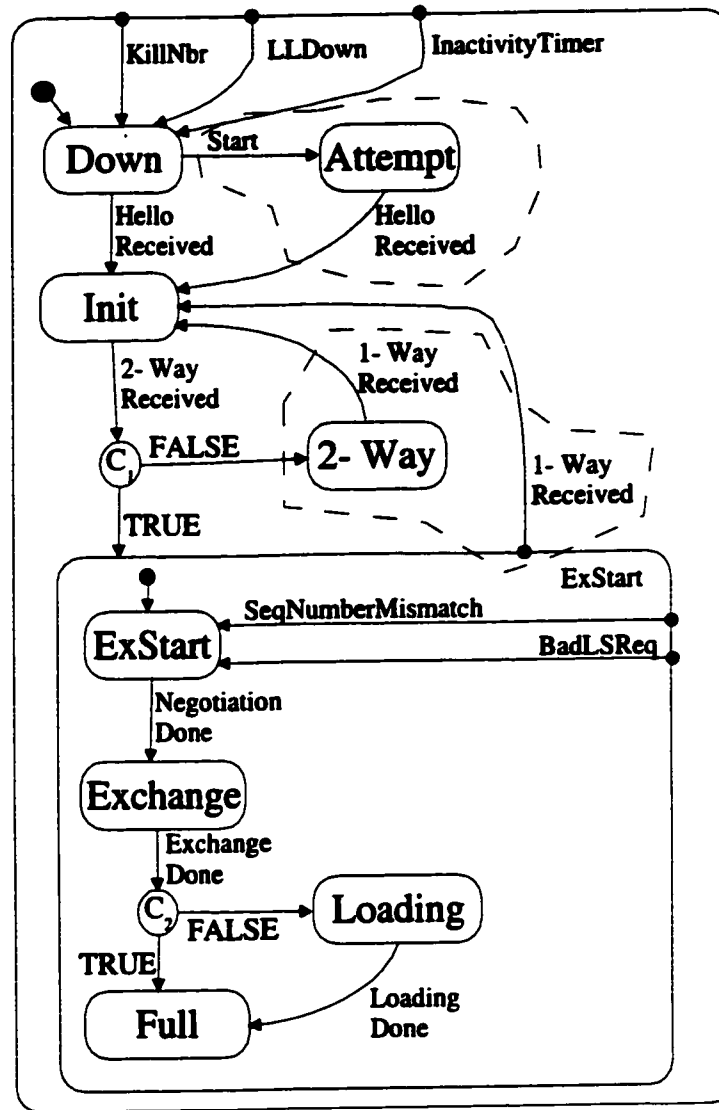 KillNbr
LLDown
InactivityTimer
Down
Start
Attempt
Hello
Received
Hello
Received
Init
2- Way
Received
1- Way
Received
C1
FALSE
2- Way
1- Way
Received
TRUE
ExStart
SeqNumberMismatch
ExStart
BadLSReq
Negotiation
Done
Exchange
Exchange
Done
C2
FALSE
Loading
TRUE
Loading
Done
Full